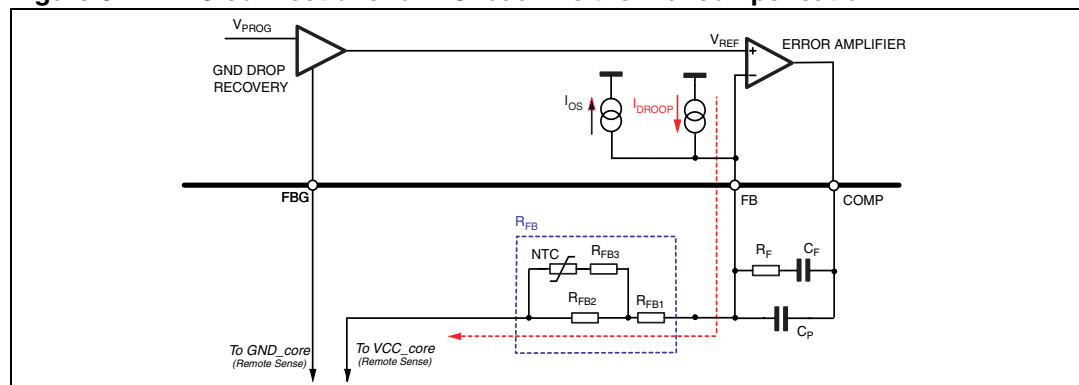 VPROG
VREF
ERROR AMPLIFIER
GND DROP
RECOVERY
IOS
IDROOP
FBG
FB
COMP
RFB
NTC
RFB3
RF
CF
RFB2
RFB1
CP
To GND_core
(Remote Sense)
To VCC_core
(Remote Sense)